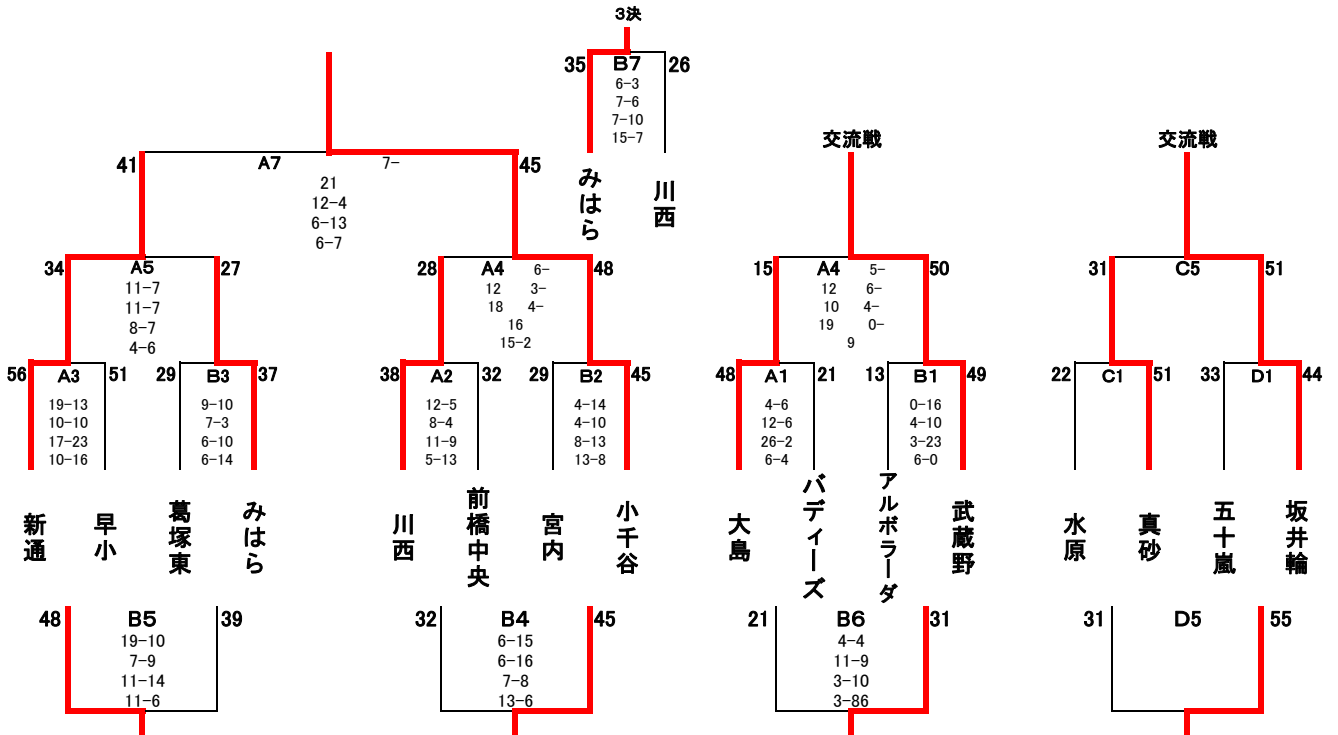 3決
35 B7 26
6-3
7-6
7-10
15-7
みはら 川西
交流戦 交流戦
41 A7 7- 45
21
12-4
6-13
6-7
34 A5 27
11-7
11-7
8-7
4-6
28 A4 6- 48
12 3-
18 4-
16
15-2
15 A4 5- 50
12 6-
10 4-
19 0-
9
31 C5 51
56 A3 51
19-13
10-10
17-23
10-16
29 B3 37
9-10
7-3
6-10
6-14
38 A2 32
12-5
8-4
11-9
5-13
29 B2 45
4-14
4-10
8-13
13-8
48 A1 21
4-6
12-6
26-2
6-4
13 B1 49
0-16
4-10
3-23
6-0
22 C1 51
33 D1 44
新通 早小 葛塚東 みはら 川西 前橋中央 宮内 小千谷 大島 バディーズ アルボラーダ 武蔵野 水原 真砂 五十嵐 坂井輪
48 B5 39
19-10
7-9
11-14
11-6
32 B4 45
6-15
6-16
7-8
13-6
21 B6 31
4-4
11-9
3-10
3-86
31 D5 55